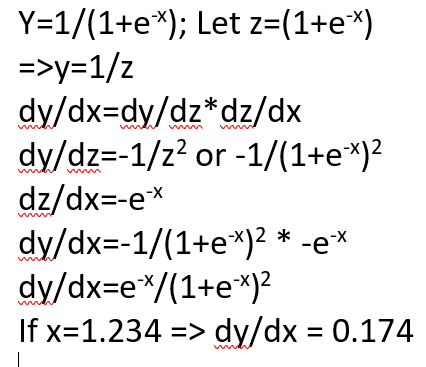 Y=1/(1+e⁻ˣ); Let z=(1+e⁻ˣ)
=>y=1/z
dy/dx=dy/dz*dz/dx
dy/dz=-1/z² or -1/(1+e⁻ˣ)²
dz/dx=-e⁻ˣ
dy/dx=-1/(1+e⁻ˣ)² * -e⁻ˣ
dy/dx=e⁻ˣ/(1+e⁻ˣ)²
If x=1.234 => dy/dx = 0.174